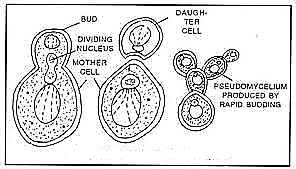 BUD
DIVIDING
NUCLEUS
MOTHER
CELL
DAUGH-
TER
CELL
PSEUDOMYCELIUM
PRODUCED BY
RAPID BUDDING